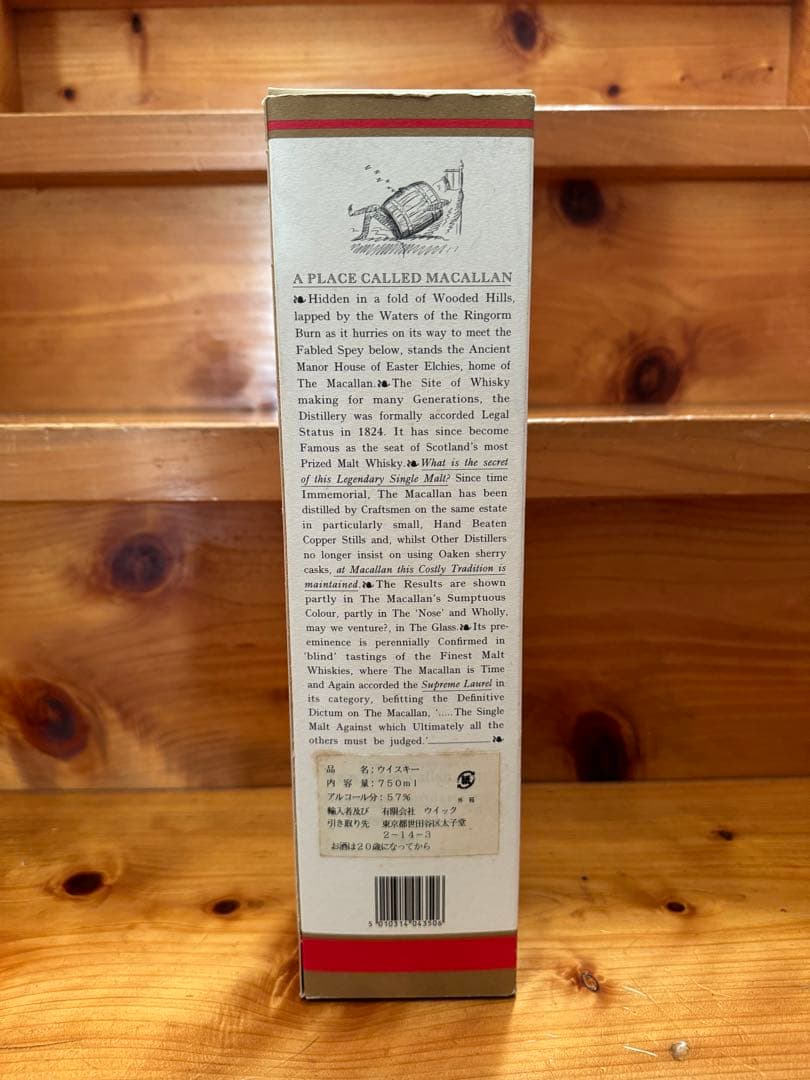 A PLACE CALLED MACALLAN
❧Hidden in a fold of Wooded Hills,
lapped by the Waters of the Ringorm
Burn as it hurries on its way to meet the
Fabled Spey below, stands the Ancient
Manor House of Easter Elchies, home of
The Macallan.❧The Site of Whisky
making for many Generations, the
Distillery was formally accorded Legal
Status in 1824. It has since become
Famous as the seat of Scotland's most
Prized Malt Whisky.❧What is the secret
of this Legendary Single Malt? Since time
Immemorial, The Macallan has been
distilled by Craftsmen on the same estate
in particularly small, Hand Beaten
Copper Stills and, whilst Other Distillers
no longer insist on using Oaken sherry
casks, at Macallan this Costly Tradition is
maintained.❧The Results are shown
partly in The Macallan's Sumptuous
Colour, partly in The 'Nose' and Wholly,
may we venture?, in The Glass.❧Its pre-
eminence is perennially Confirmed in
'blind' tastings of the Finest Malt
Whiskies, where The Macallan is Time
and Again accorded the Supreme Laurel in
its category, befitting the Definitive
Dictum on The Macallan, '.....The Single
Malt Against which Ultimately all the
others must be judged.'
品 名:ウイスキー
内 容 量:750ml
アルコール分:57%
紙
外箱
輸入者及び 有限会社 ウイック
引き取り先 東京都世田谷区太子堂
2-14-3
お酒は20歳になってから
5 010314 043506